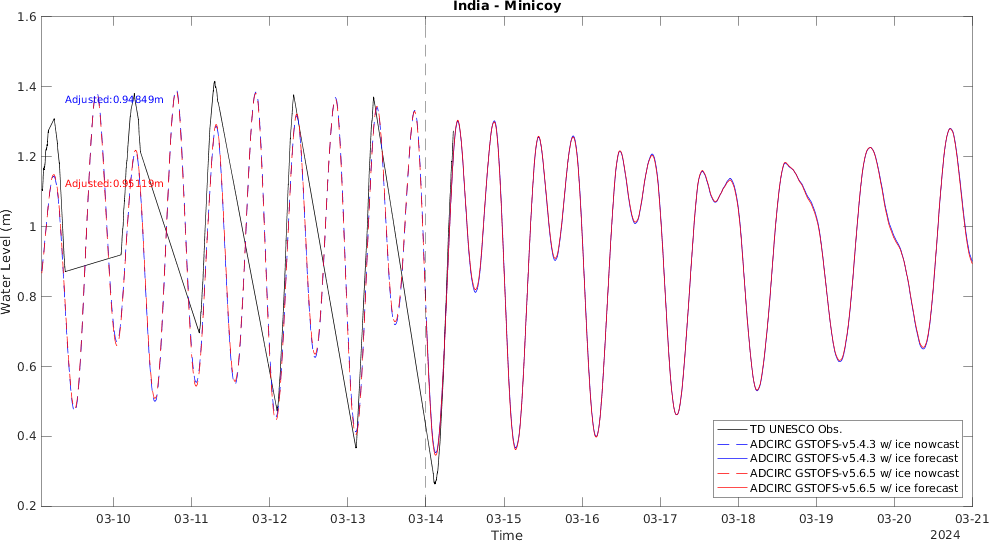 India - Minicoy
1.6
1.4
1.2
1
0.8
0.6
0.4
0.2
Water Level (m)
Adjusted:0.94849m
Adjusted:0.95119m
TD UNESCO Obs.
ADCIRC GSTOFS-v5.4.3 w/ ice nowcast
ADCIRC GSTOFS-v5.4.3 w/ ice forecast
ADCIRC GSTOFS-v5.6.5 w/ ice nowcast
ADCIRC GSTOFS-v5.6.5 w/ ice forecast
03-10 03-11 03-12 03-13 03-14 03-15 03-16 03-17 03-18 03-19 03-20 03-21
Time
2024